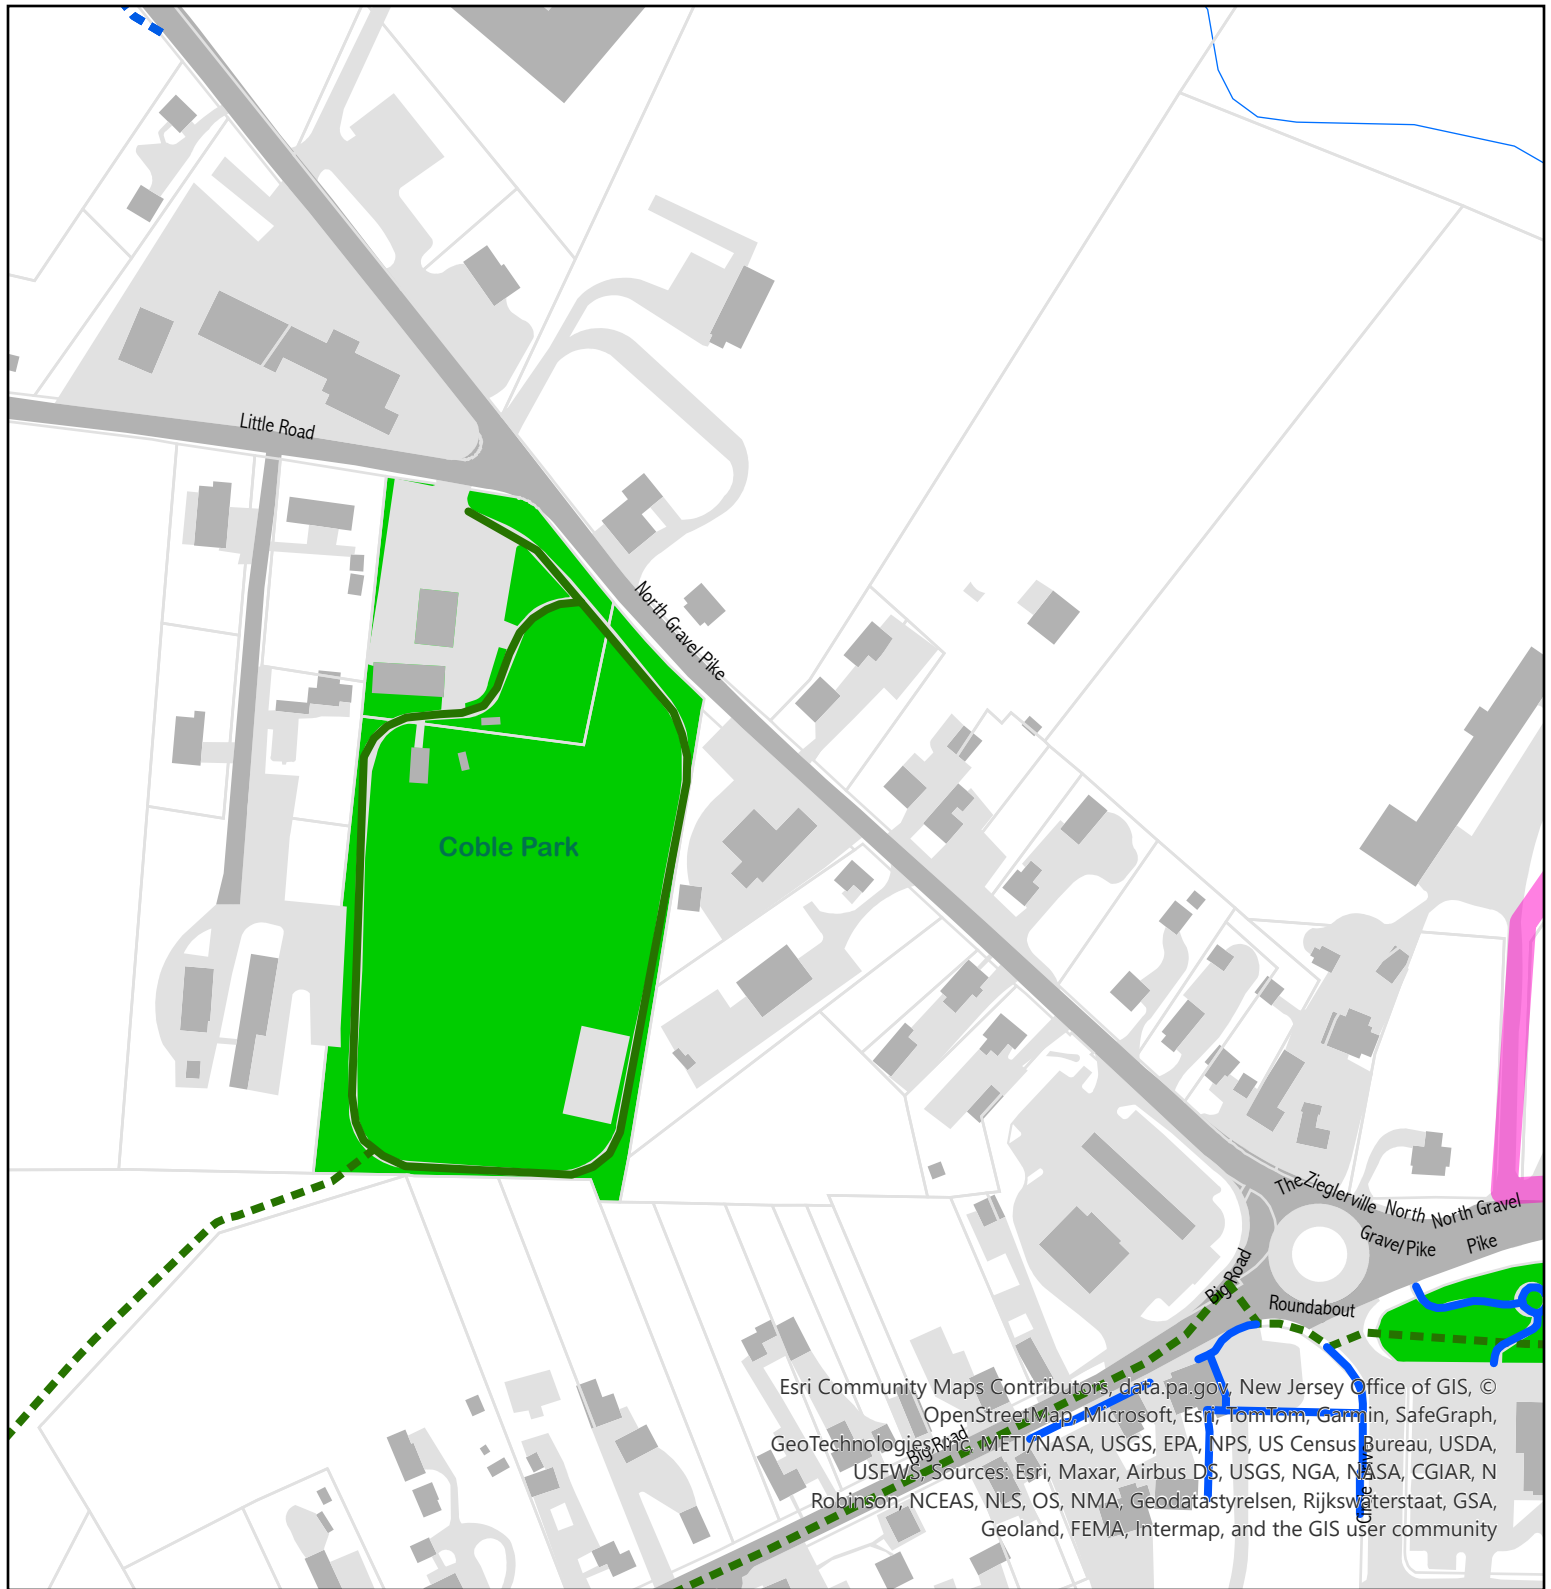 Little Road
North Gravel Pike
Coble Park
The Zieglerville North North Gravel
Gravel Pike Pike
Big Road
Roundabout
Esri Community Maps Contributors, data.pa.gov, New Jersey Office of GIS, ©
OpenStreetMap, Microsoft, Esri, TomTom, Garmin, SafeGraph,
GeoTechnologies, Inc, METI/NASA, USGS, EPA, NPS, US Census Bureau, USDA,
Big Road
USFWS, Sources: Esri, Maxar, Airbus DS, USGS, NGA, NASA, CGIAR, N
Robinson, NCEAS, NLS, OS, NMA, Geodatastyrelsen, Rijkswaterstaat, GSA,
Geoland, FEMA, Intermap, and the GIS user community